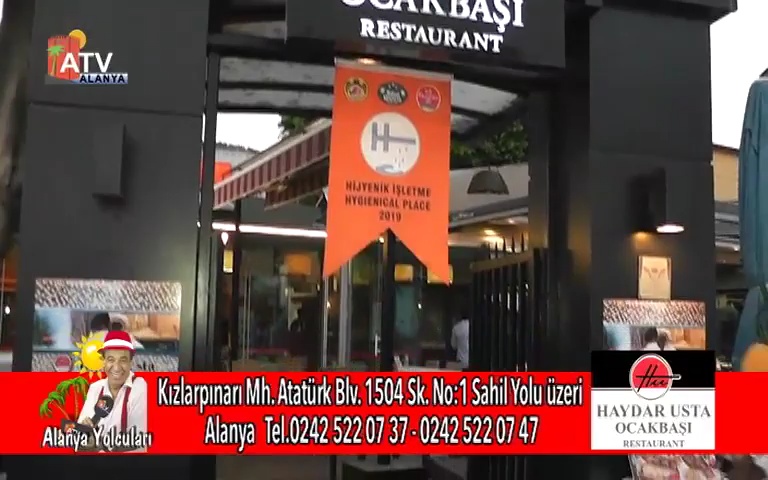 OCAKBAŞI
RESTAURANT
ATV
ALANYA
HİJYENİK İŞLETME
HYGIENICAL PLACE
2019
Kızlarpınarı Mh. Atatürk Blv. 1504 Sk. No:1 Sahil Yolu üzeri
Alanya Tel.0242 522 07 37 - 0242 522 07 47
Alanya Yolcuları
HAYDAR USTA
OCAKBAŞI
RESTAURANT